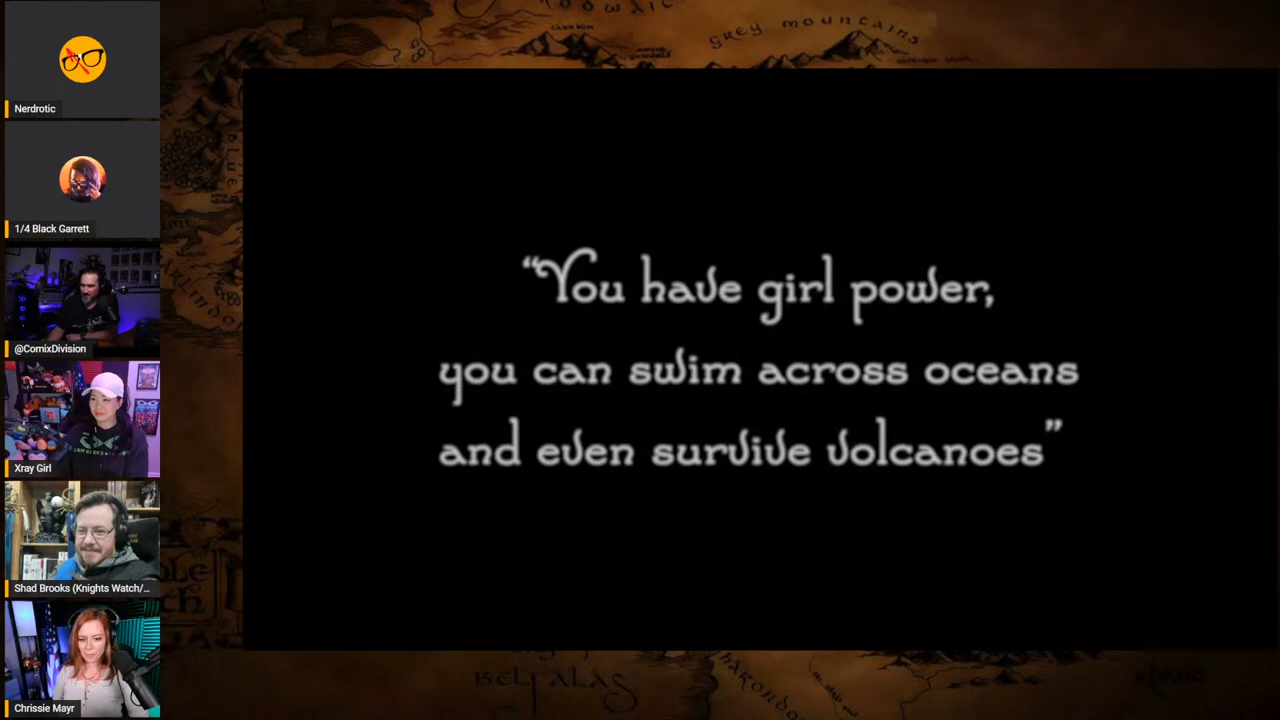 Nerdrotic
1/4 Black Garrett
@ComixDivision
Xray Girl
Shad Brooks (Knights Watch/...
Chrissie Mayr
GREY MOUNTAINS
“You have girl power,
you can swim across oceans
and even survive volcanoes”
BELFALAS